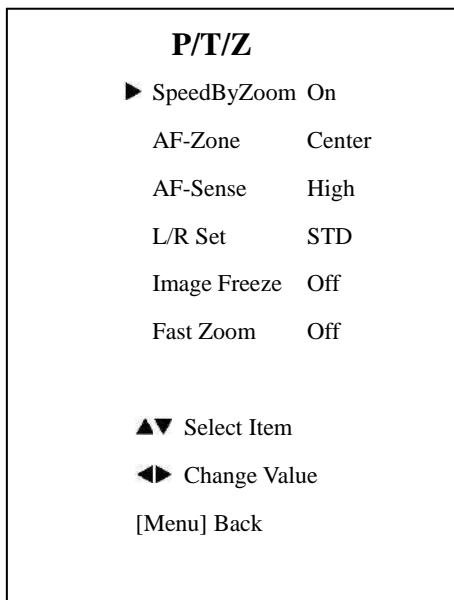 P/T/Z
▶ SpeedByZoom On
AF-Zone Center
AF-Sense High
L/R Set STD
Image Freeze Off
Fast Zoom Off
▲▼ Select Item
◀▶ Change Value
[Menu] Back